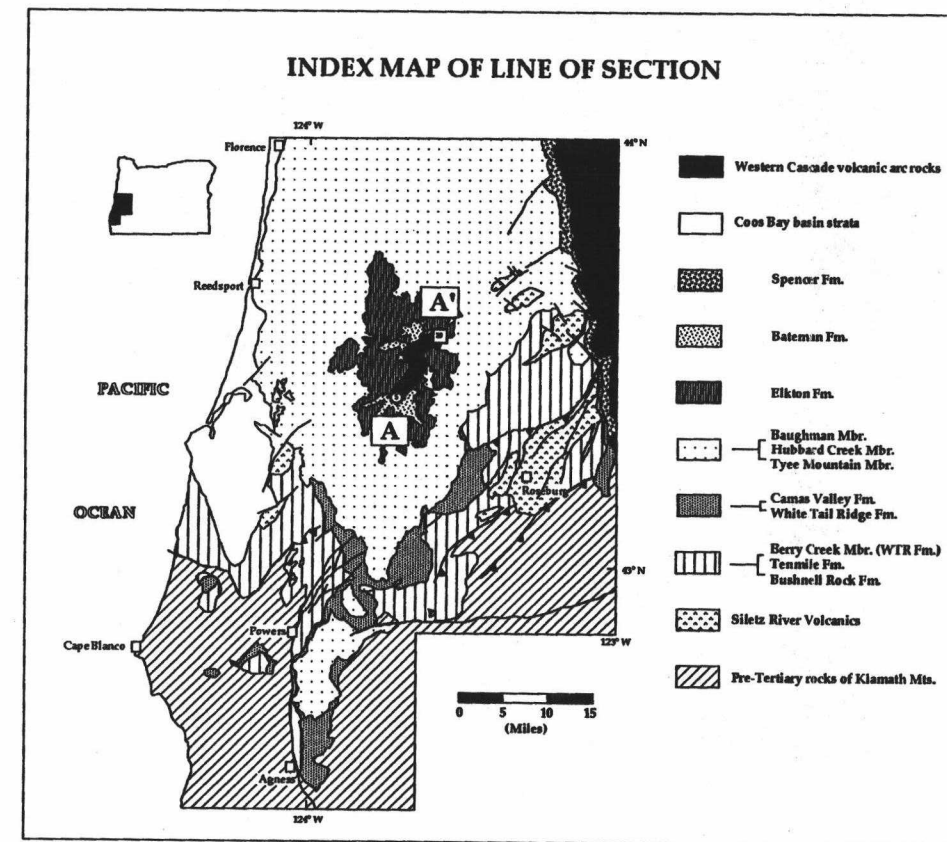 INDEX MAP OF LINE OF SECTION
124° W
Florence
44° N
Reedsport
A'
PACIFIC
A
OCEAN
Roseburg
43° N
Powers
Cape Blanco
123° W
0 5 10 15
(Miles)
Agness
124° W
Western Cascade volcanic arc rocks
Coos Bay basin strata
Spencer Fm.
Bateman Fm.
Elkton Fm.
Baughman Mbr.
Hubbard Creek Mbr.
Tyee Mountain Mbr.
Camas Valley Fm.
White Tail Ridge Fm.
Berry Creek Mbr. (WTR Fm.)
Tenmile Fm.
Bushnell Rock Fm.
Siletz River Volcanics
Pre-Tertiary rocks of Klamath Mts.